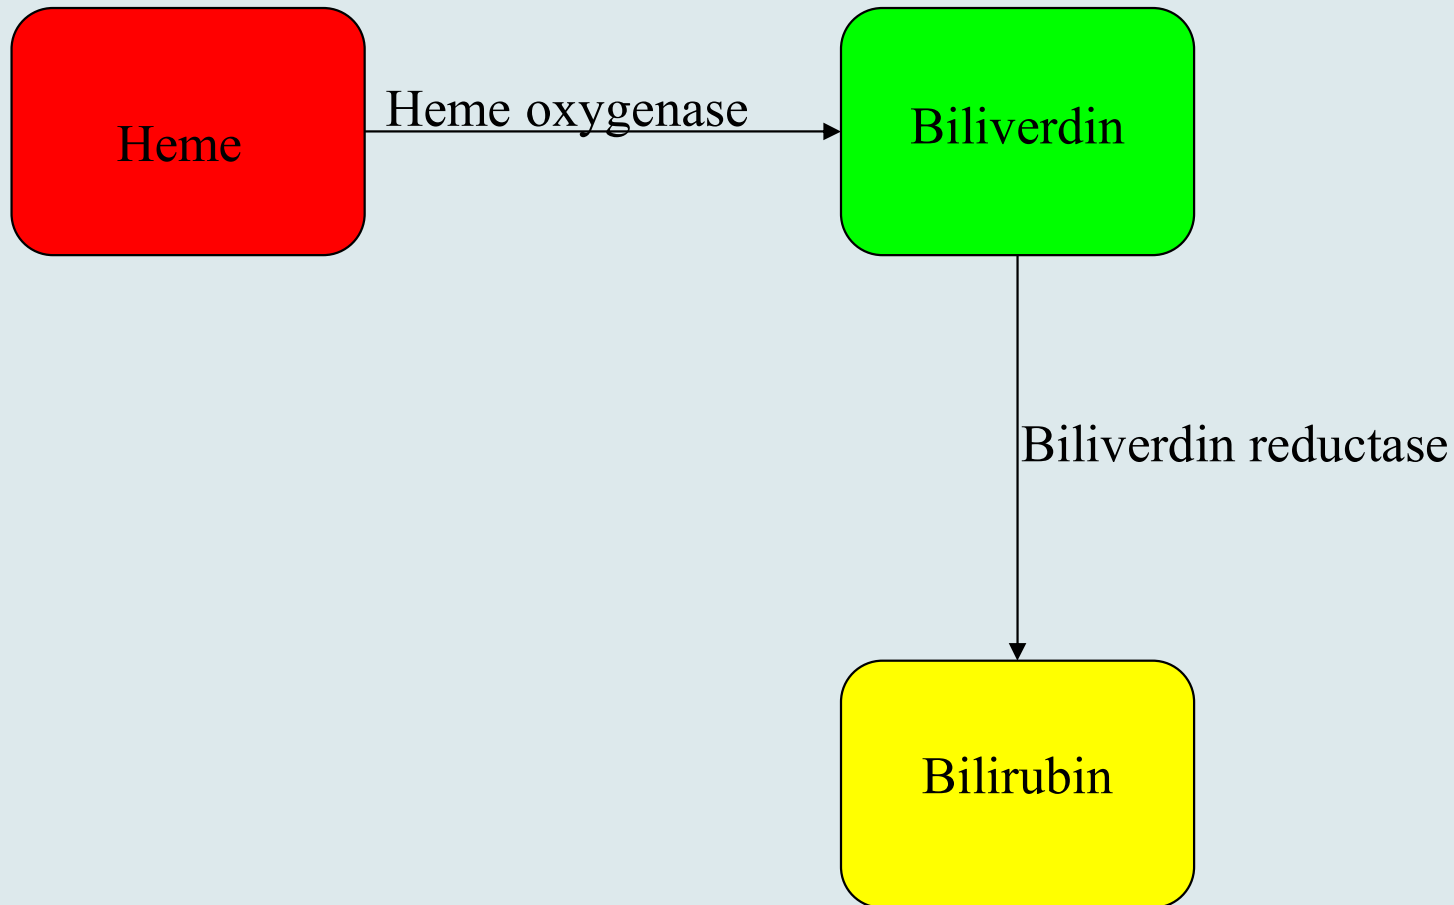 Heme
Heme oxygenase
Biliverdin
Biliverdin reductase
Bilirubin